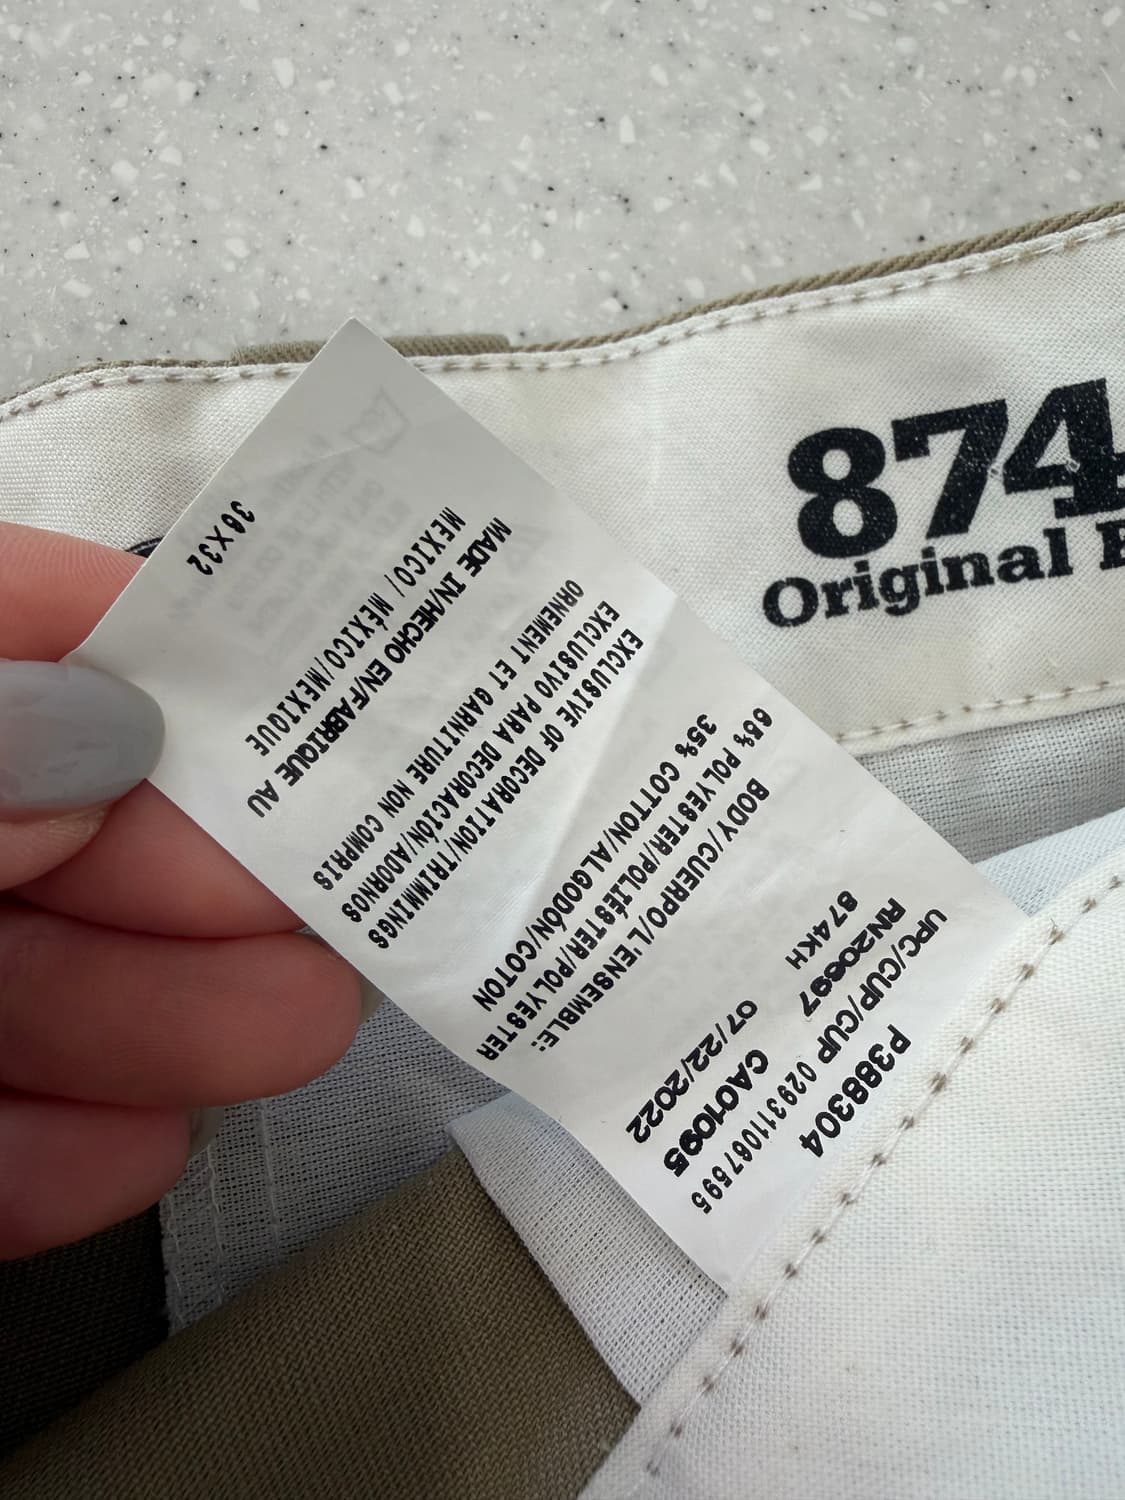 874
Original
P388304
UPC/CUP/CUP 029311067595
RN20697 CA01095
874KH 07/22/2022
BODY/CUERPO/L'ENSEMBLE:
65% POLYESTER/POLIÉSTER/POLYESTER
35% COTTON/ALGODÓN/COTON
EXCLUSIVE OF DECORATION/TRIMMINGS
EXCLUSIVO PARA DECORACIÓN/ADORNOS
ORNEMENT ET GARNITURE NON COMPRIS
MADE IN/HECHO EN/FABRIQUE AU
MEXICO/ MÉXICO/MEXIQUE
36X32